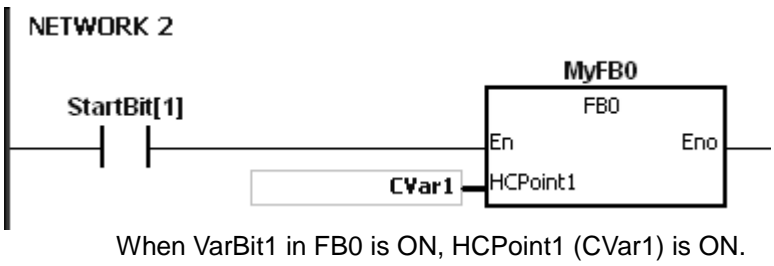 NETWORK 2
MyFB0
StartBit[1]
FB0
En
Eno
CVar1
HCPoint1
When VarBit1 in FB0 is ON, HCPoint1 (CVar1) is ON.